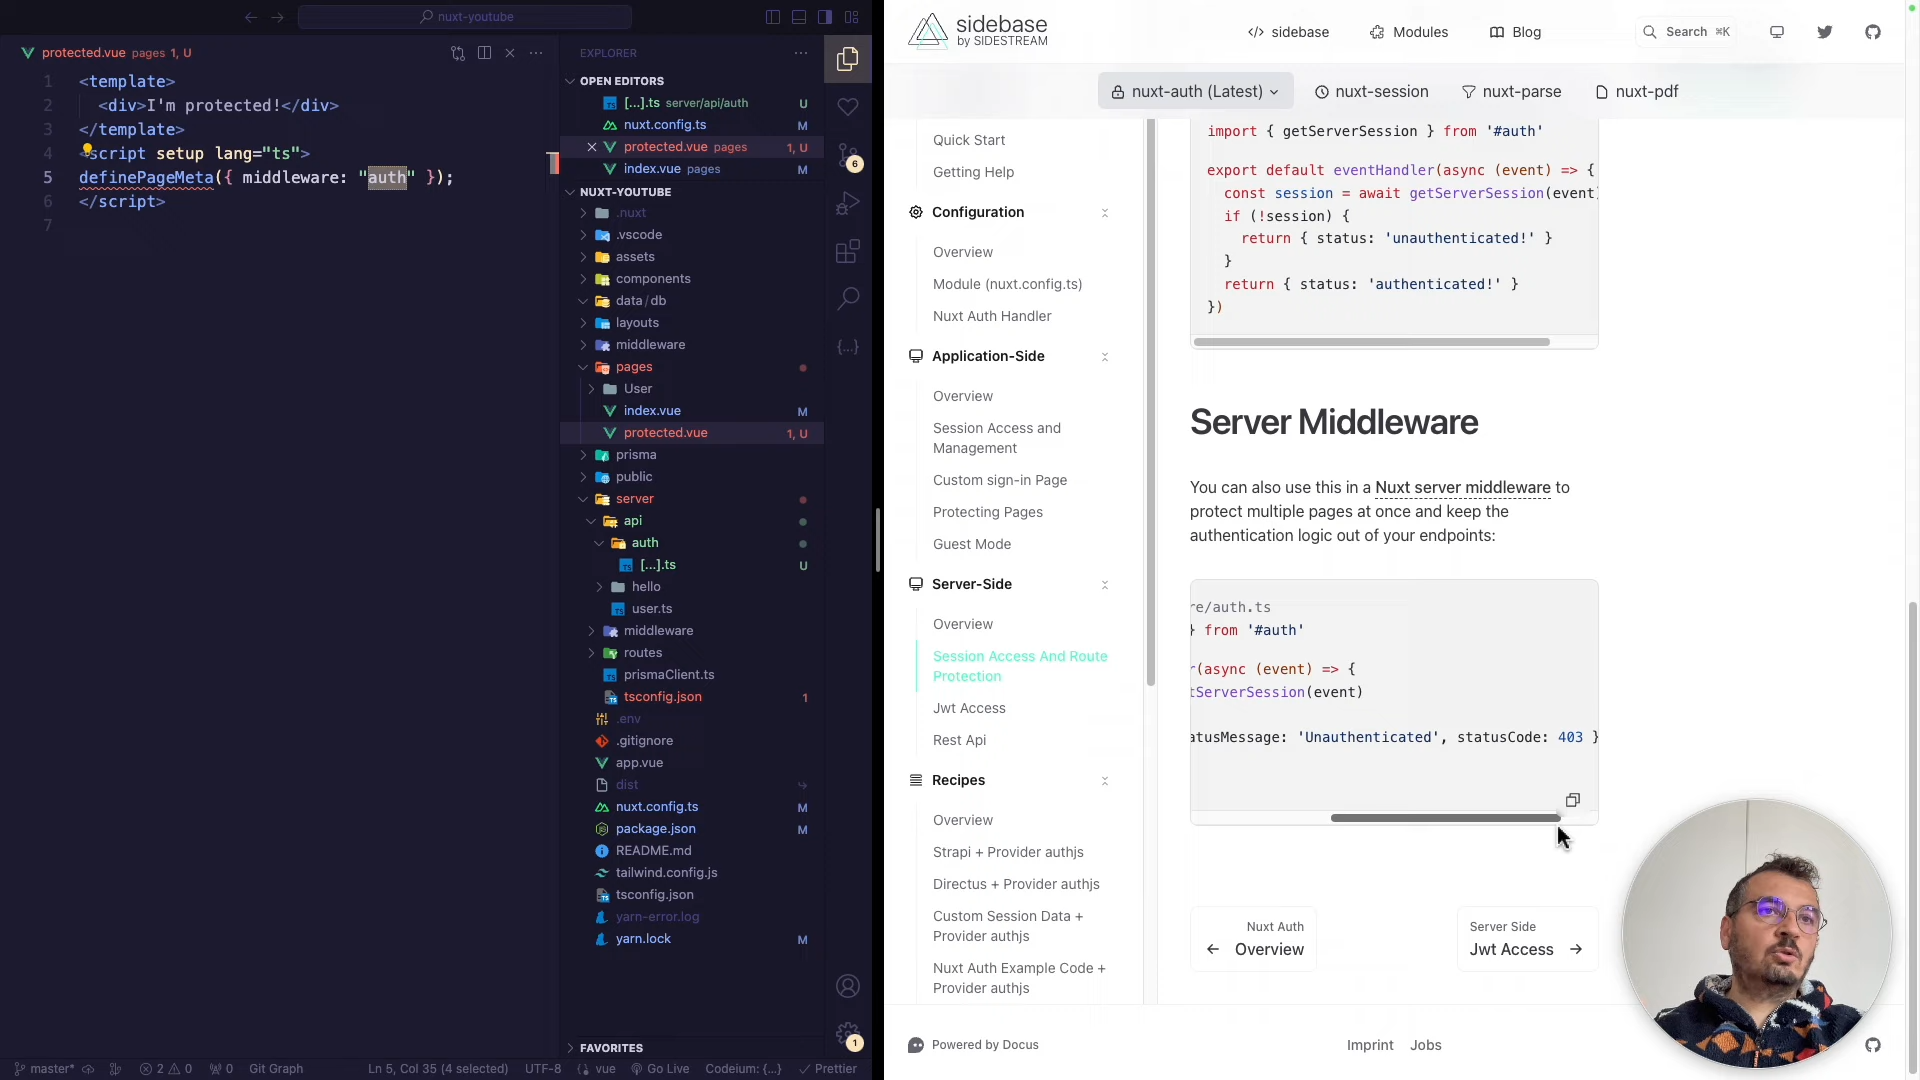 nuxt-youtube
protected.vue pages 1, U
1 <template>
2 <div>I'm protected!</div>
3 </template>
4 <script setup lang="ts">
5 definePageMeta({ middleware: "auth" });
6 </script>
7
EXPLORER
OPEN EDITORS
[...].ts server/api/auth U
nuxt.config.ts M
protected.vue pages 1, U
index.vue pages M
NUXT-YOUTUBE
.nuxt
.vscode
assets
components
data/db
layouts
middleware
pages
User
index.vue M
protected.vue 1, U
prisma
public
server
api
auth
[...].ts U
hello
user.ts
middleware
routes
prismaClient.ts
tsconfig.json 1
.env
.gitignore
app.vue
dist
nuxt.config.ts M
package.json M
README.md
tailwind.config.js
tsconfig.json
yarn-error.log
yarn.lock M
FAVORITES
6
1
master* 2 0 0 Git Graph Ln 5, Col 35 (4 selected) UTF-8 vue Go Live Codeium: {...} Prettier
sidebase
by SIDESTREAM
sidebase Modules Blog Search ⌘K
nuxt-auth (Latest) nuxt-session nuxt-parse nuxt-pdf
Quick Start
Getting Help
Configuration
Overview
Module (nuxt.config.ts)
Nuxt Auth Handler
Application-Side
Overview
Session Access and
Management
Custom sign-in Page
Protecting Pages
Guest Mode
Server-Side
Overview
Session Access And Route
Protection
Jwt Access
Rest Api
Recipes
Overview
Strapi + Provider authjs
Directus + Provider authjs
Custom Session Data +
Provider authjs
Nuxt Auth Example Code +
Provider authjs
import { getServerSession } from '#auth'
export default eventHandler(async (event) => {
const session = await getServerSession(event)
if (!session) {
return { status: 'unauthenticated!' }
}
return { status: 'authenticated!' }
})
Server Middleware
You can also use this in a Nuxt server middleware to
protect multiple pages at once and keep the
authentication logic out of your endpoints:
re/auth.ts
} from '#auth'
r(async (event) => {
tServerSession(event)
atusMessage: 'Unauthenticated', statusCode: 403 }
Nuxt Auth
← Overview
Server Side
Jwt Access →
Powered by Docus
Imprint Jobs